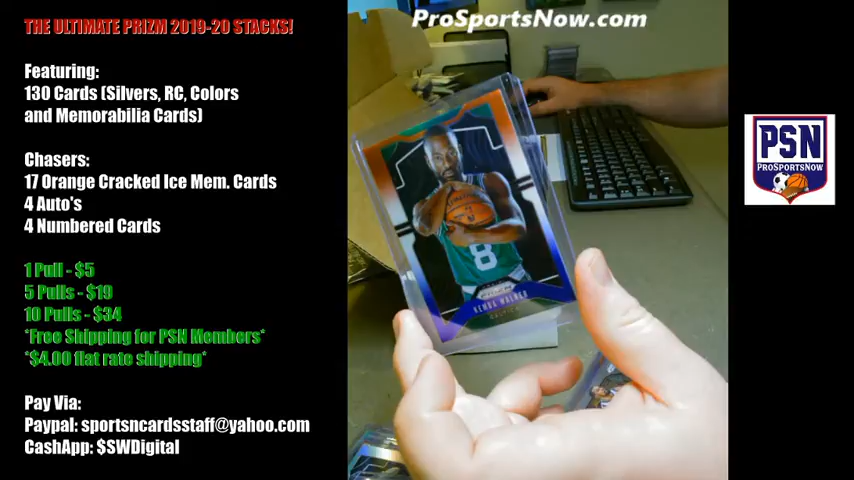 THE ULTIMATE PRIZM 2019-20 STACKS!
Featuring:
130 Cards (Silvers, RC, Colors
and Memorabilia Cards)
Chasers:
17 Orange Cracked Ice Mem. Cards
4 Auto's
4 Numbered Cards
1 Pull - $5
5 Pulls - $19
10 Pulls - $34
*Free Shipping for PSN Members*
*$4.00 flat rate shipping*
Pay Via:
Paypal: sportsncardsstaff@yahoo.com
CashApp: $SWDigital
ProSportsNow.com
8
PRIZM
KEMBA WALKER
CELTICS
PSN
PROSPORTSNOW